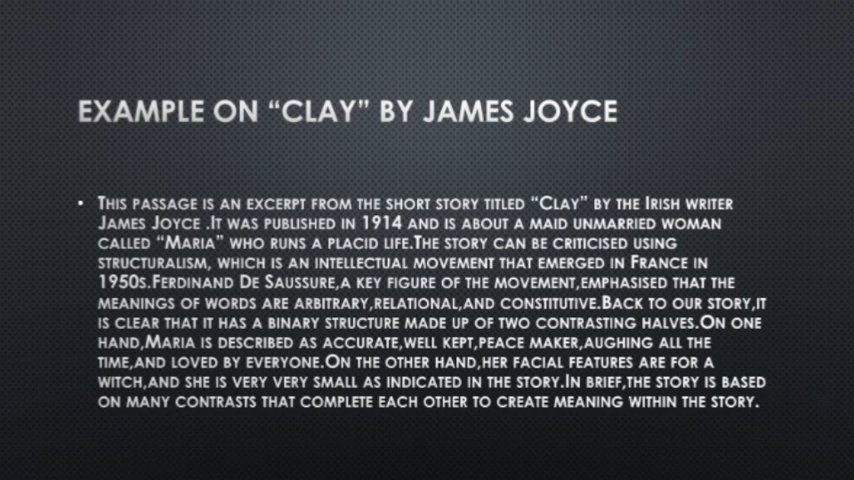 EXAMPLE ON “CLAY” BY JAMES JOYCE
• THIS PASSAGE IS AN EXCERPT FROM THE SHORT STORY TITLED “CLAY” BY THE IRISH WRITER
JAMES JOYCE .IT WAS PUBLISHED IN 1914 AND IS ABOUT A MAID UNMARRIED WOMAN
CALLED “MARIA” WHO RUNS A PLACID LIFE.THE STORY CAN BE CRITICISED USING
STRUCTURALISM, WHICH IS AN INTELLECTUAL MOVEMENT THAT EMERGED IN FRANCE IN
1950S.FERDINAND DE SAUSSURE,A KEY FIGURE OF THE MOVEMENT,EMPHASISED THAT THE
MEANINGS OF WORDS ARE ARBITRARY,RELATIONAL,AND CONSTITUTIVE.BACK TO OUR STORY,IT
IS CLEAR THAT IT HAS A BINARY STRUCTURE MADE UP OF TWO CONTRASTING HALVES.ON ONE
HAND,MARIA IS DESCRIBED AS ACCURATE,WELL KEPT,PEACE MAKER,AUGHING ALL THE
TIME,AND LOVED BY EVERYONE.ON THE OTHER HAND,HER FACIAL FEATURES ARE FOR A
WITCH,AND SHE IS VERY VERY SMALL AS INDICATED IN THE STORY.IN BRIEF,THE STORY IS BASED
ON MANY CONTRASTS THAT COMPLETE EACH OTHER TO CREATE MEANING WITHIN THE STORY.